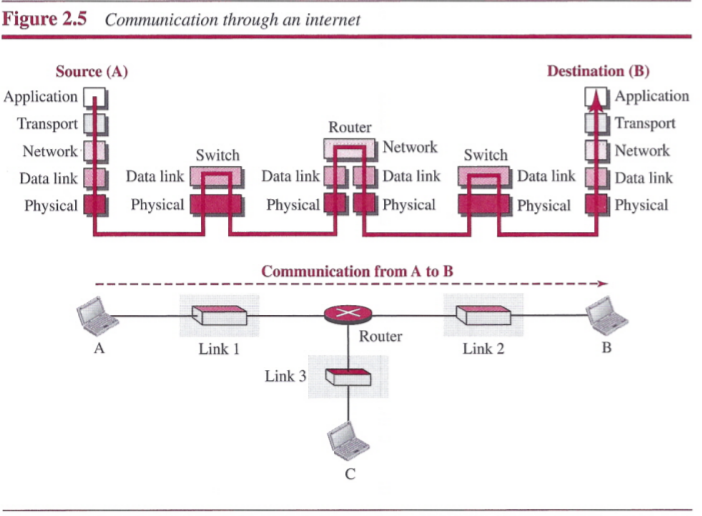 Figure 2.5 Communication through an internet
Source (A)
Destination (B)
Application
Transport
Network
Data link
Physical
Switch
Data link
Physical
Router
Network
Data link
Data link
Physical
Physical
Switch
Data link
Physical
Application
Transport
Network
Data link
Physical
Communication from A to B
A
Link 1
Router
Link 2
B
Link 3
C